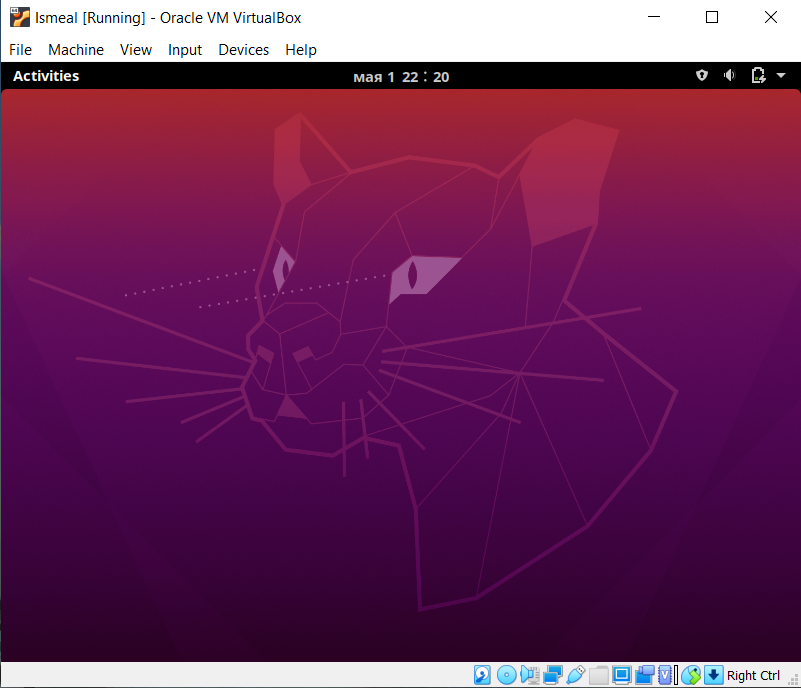 Ismeal [Running] - Oracle VM VirtualBox
File Machine View Input Devices Help
Activities мая 1 22:20
V Right Ctrl